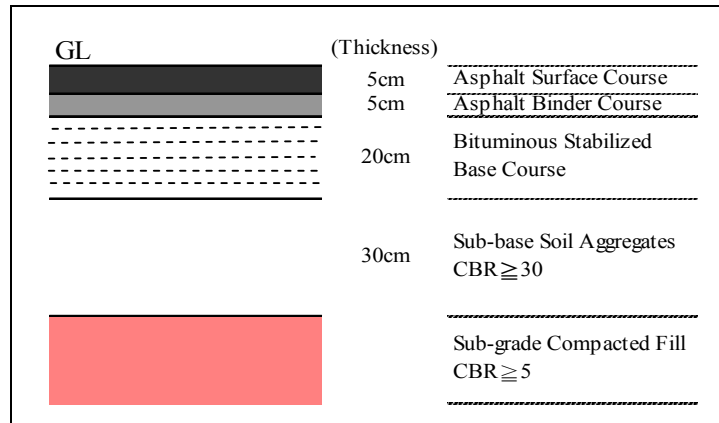 GL (Thickness)
5cm Asphalt Surface Course
5cm Asphalt Binder Course
20cm Bituminous Stabilized
Base Course
30cm Sub-base Soil Aggregates
CBR≧30
Sub-grade Compacted Fill
CBR≧5